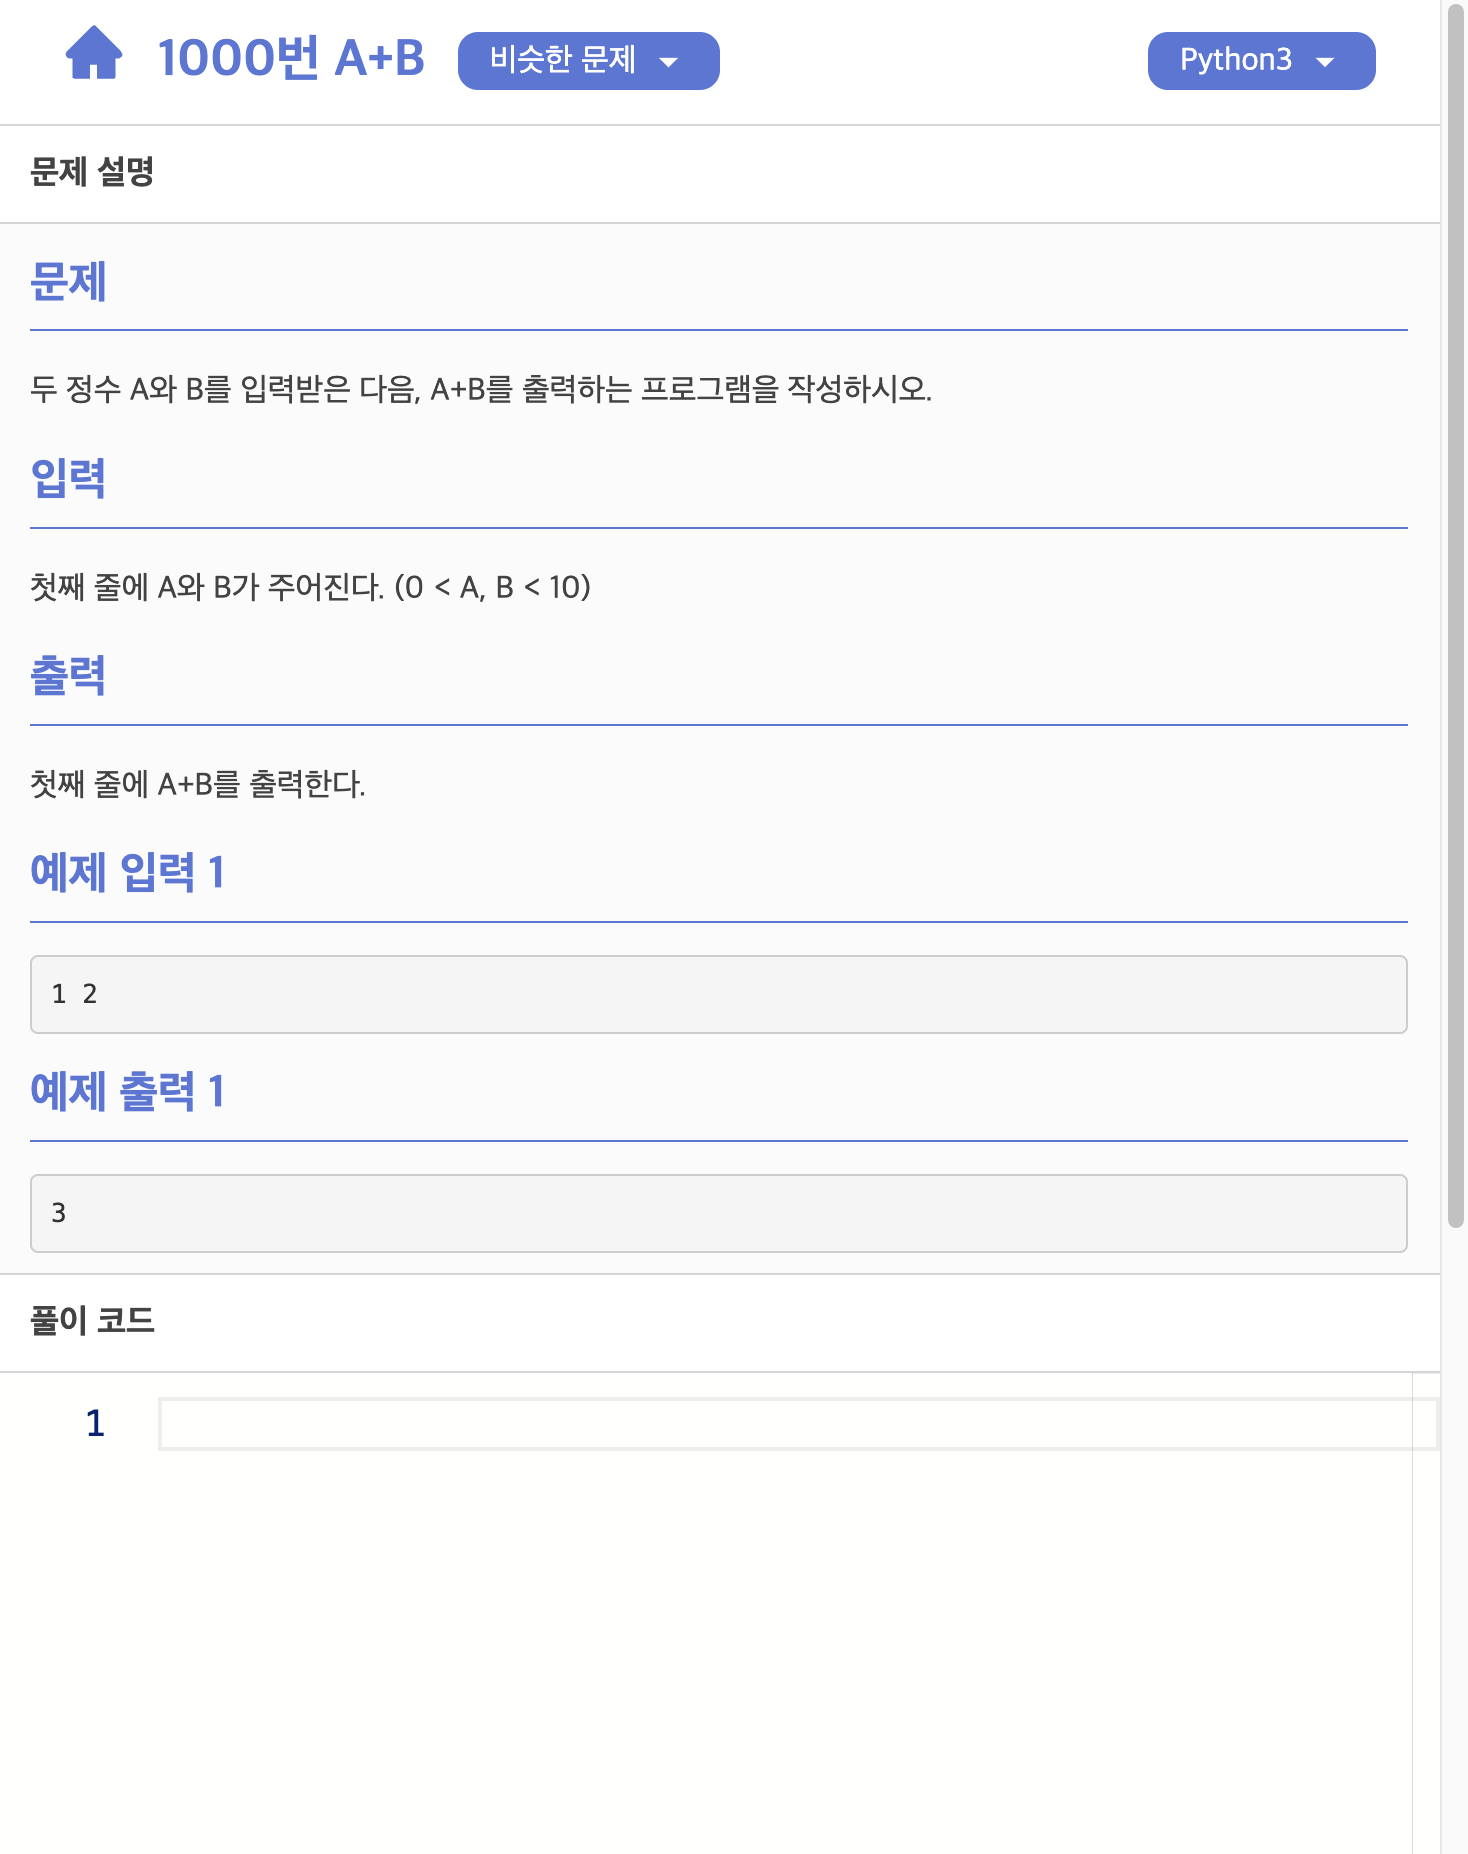 1000번 A+B 비슷한 문제 Python3
문제 설명
문제
두 정수 A와 B를 입력받은 다음, A+B를 출력하는 프로그램을 작성하시오.
입력
첫째 줄에 A와 B가 주어진다. (0 < A, B < 10)
출력
첫째 줄에 A+B를 출력한다.
예제 입력 1
1 2
예제 출력 1
3
풀이 코드
1